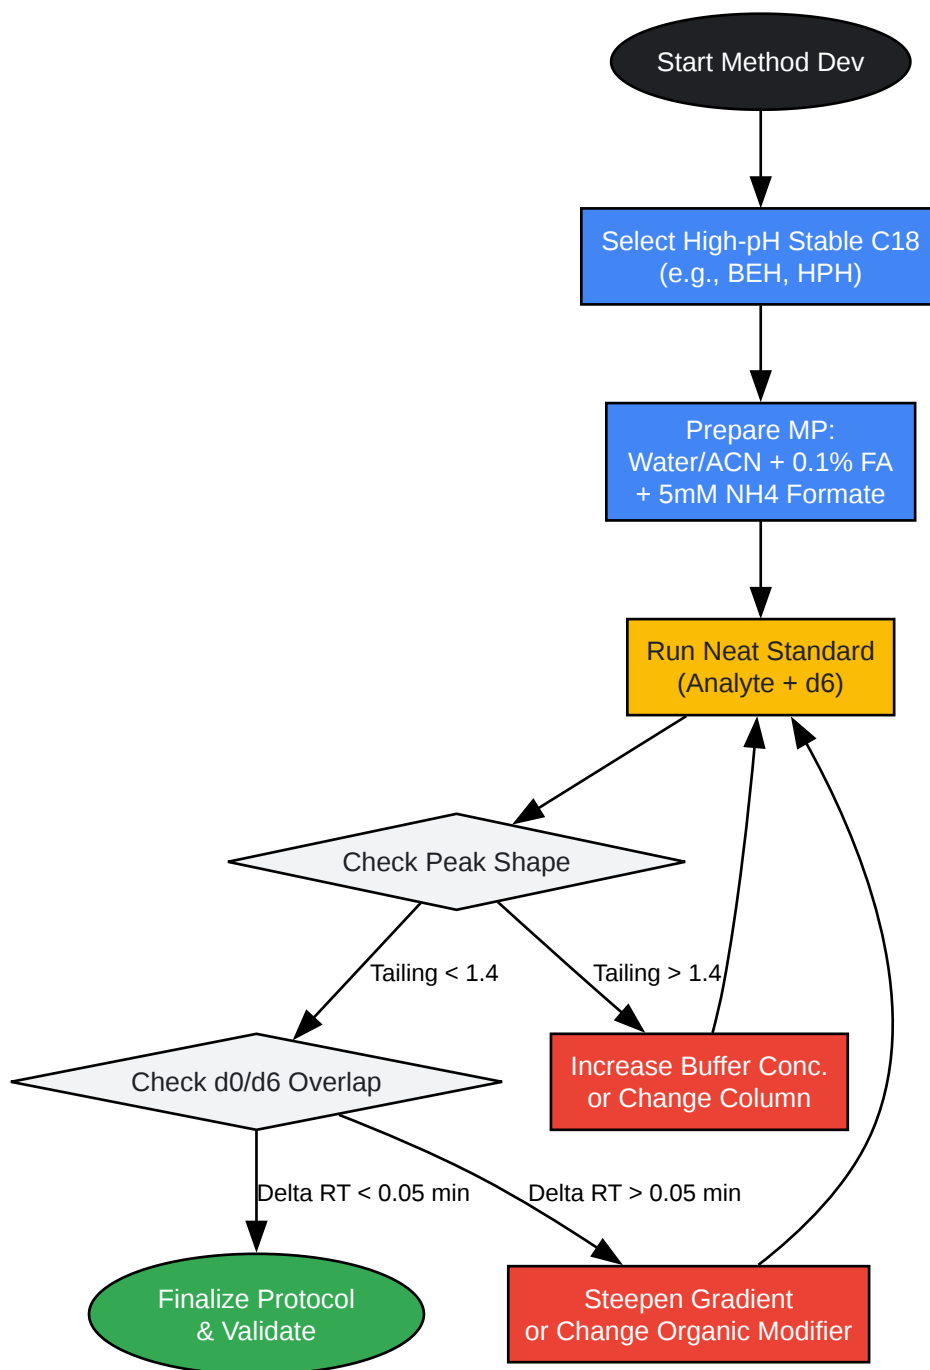 Start Method Dev
Select High-pH Stable C18
(e.g., BEH, HPH)
Prepare MP:
Water/ACN + 0.1% FA
+ 5mM NH4 Formate
Run Neat Standard
(Analyte + d6)
Check Peak Shape
Tailing < 1.4
Tailing > 1.4
Check d0/d6 Overlap
Increase Buffer Conc.
or Change Column
Delta RT < 0.05 min
Delta RT > 0.05 min
Finalize Protocol
& Validate
Steepen Gradient
or Change Organic Modifier